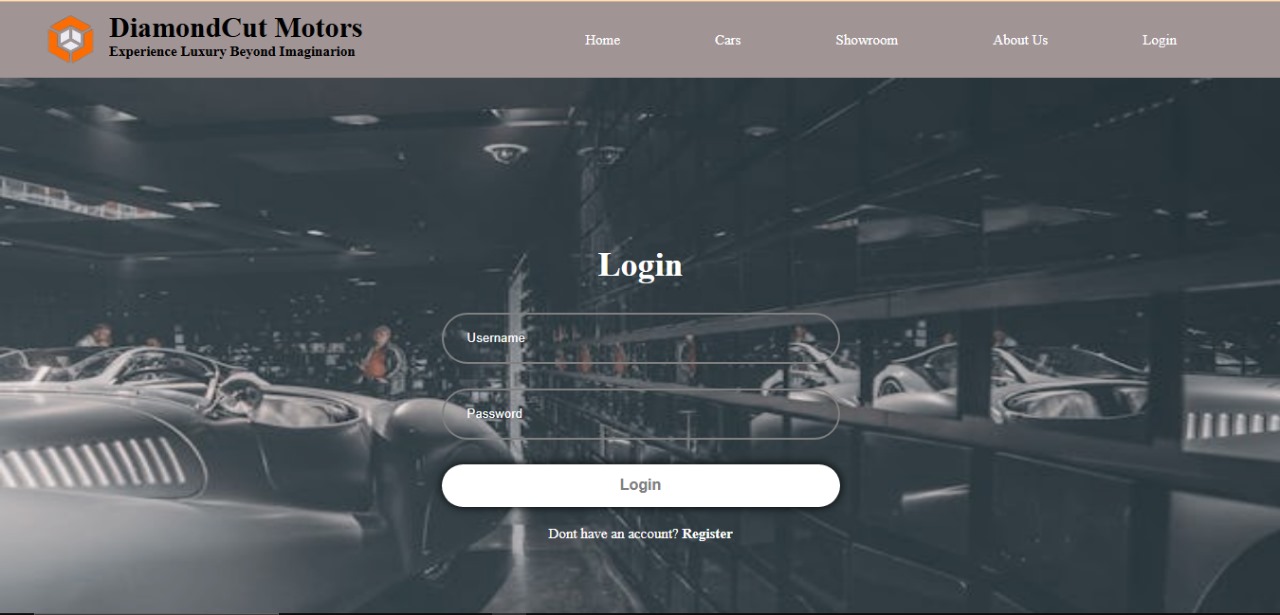 DiamondCut Motors
Experience Luxury Beyond Imaginarion
Home Cars Showroom About Us Login
Login
Username
Password
Login
Dont have an account? Register